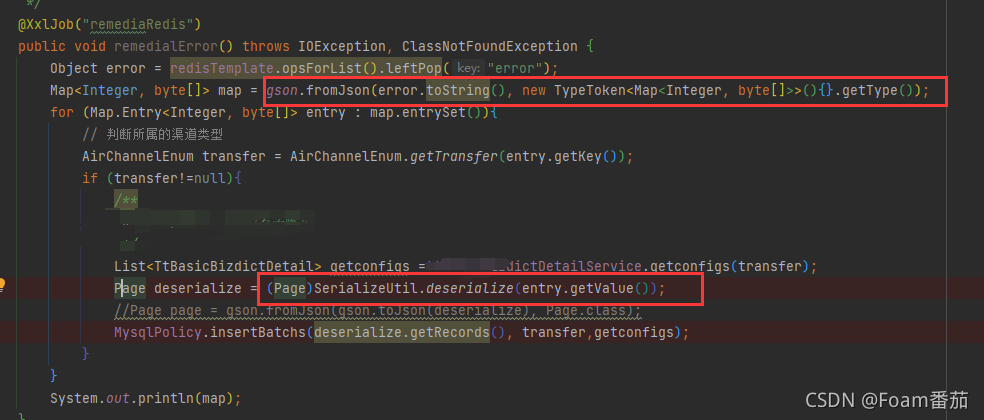 */
@XxlJob("remediaRedis")
public void remedialError() throws IOException, ClassNotFoundException {
Object error = redisTemplate.opsForList().leftPop( key: "error");
Map<Integer, byte[]> map = gson.fromJson(error.toString(), new TypeToken<Map<Integer, byte[]>>(){}.getType());
for (Map.Entry<Integer, byte[]> entry : map.entrySet()){
// 判断所属的渠道类型
AirChannelEnum transfer = AirChannelEnum.getTransfer(entry.getKey());
if (transfer!=null){
/**
*/
List<TtBasicBizdictDetail> getconfigs = dictDetailService.getconfigs(transfer);
Page deserialize = (Page)SerializeUtil.deserialize(entry.getValue());
//Page page = gson.fromJson(gson.toJson(deserialize), Page.class);
MysqlPolicy.insertBatchs(deserialize.getRecords(), transfer,getconfigs);
}
}
System.out.println(map);
}
CSDN @Foam番茄